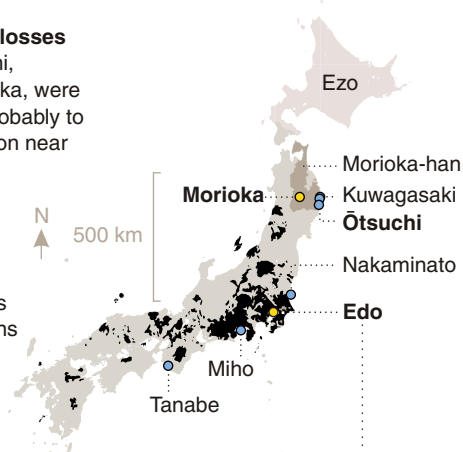 losses
ni,
ka, were
obably to
on near
Ezo
Morioka-han
Morioka
Kuwagasaki
Ōtsuchi
N
500 km
Nakaminato
s
ns
Edo
Miho
Tanabe